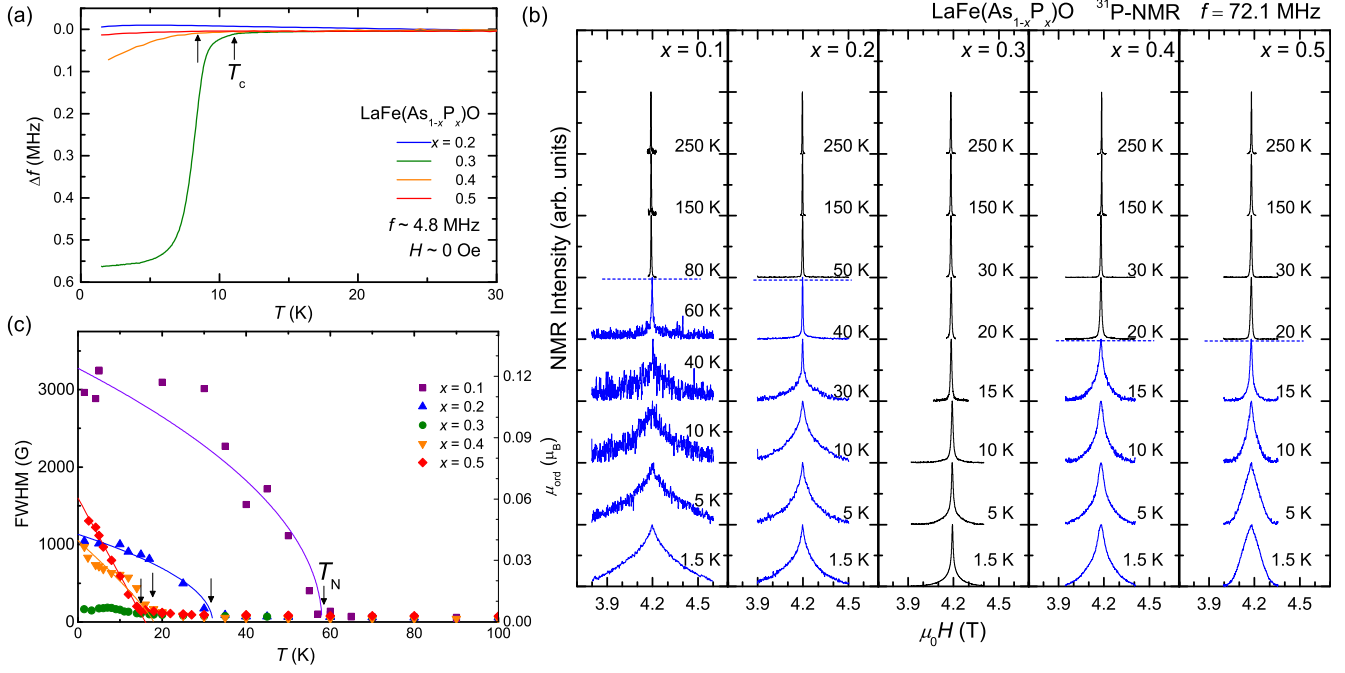 (a)
0.0
0.1
0.2
0.3
0.4
0.5
0.6
Δf (MHz)
T_c
LaFe(As_{1-x}P_x)O
x = 0.2
0.3
0.4
0.5
f ~ 4.8 MHz
H ~ 0 Oe
0 10 20 30
T (K)
(b)
LaFe(As_{1-x}P_x)O ³¹P-NMR f = 72.1 MHz
NMR Intensity (arb. units)
x = 0.1
250 K
150 K
80 K
60 K
40 K
10 K
5 K
1.5 K
3.9 4.2 4.5
x = 0.2
250 K
150 K
50 K
40 K
30 K
10 K
5 K
1.5 K
3.9 4.2 4.5
x = 0.3
250 K
150 K
30 K
20 K
15 K
10 K
5 K
1.5 K
3.9 4.2 4.5
x = 0.4
250 K
150 K
30 K
20 K
15 K
10 K
5 K
1.5 K
3.9 4.2 4.5
x = 0.5
250 K
150 K
30 K
20 K
15 K
10 K
5 K
1.5 K
3.9 4.2 4.5
μ₀H (T)
(c)
3000
2000
1000
0
FWHM (G)
x = 0.1
x = 0.2
x = 0.3
x = 0.4
x = 0.5
T_N
0.12
0.09
0.06
0.03
0.00
μ_ord (μ_B)
0 20 40 60 80 100
T (K)